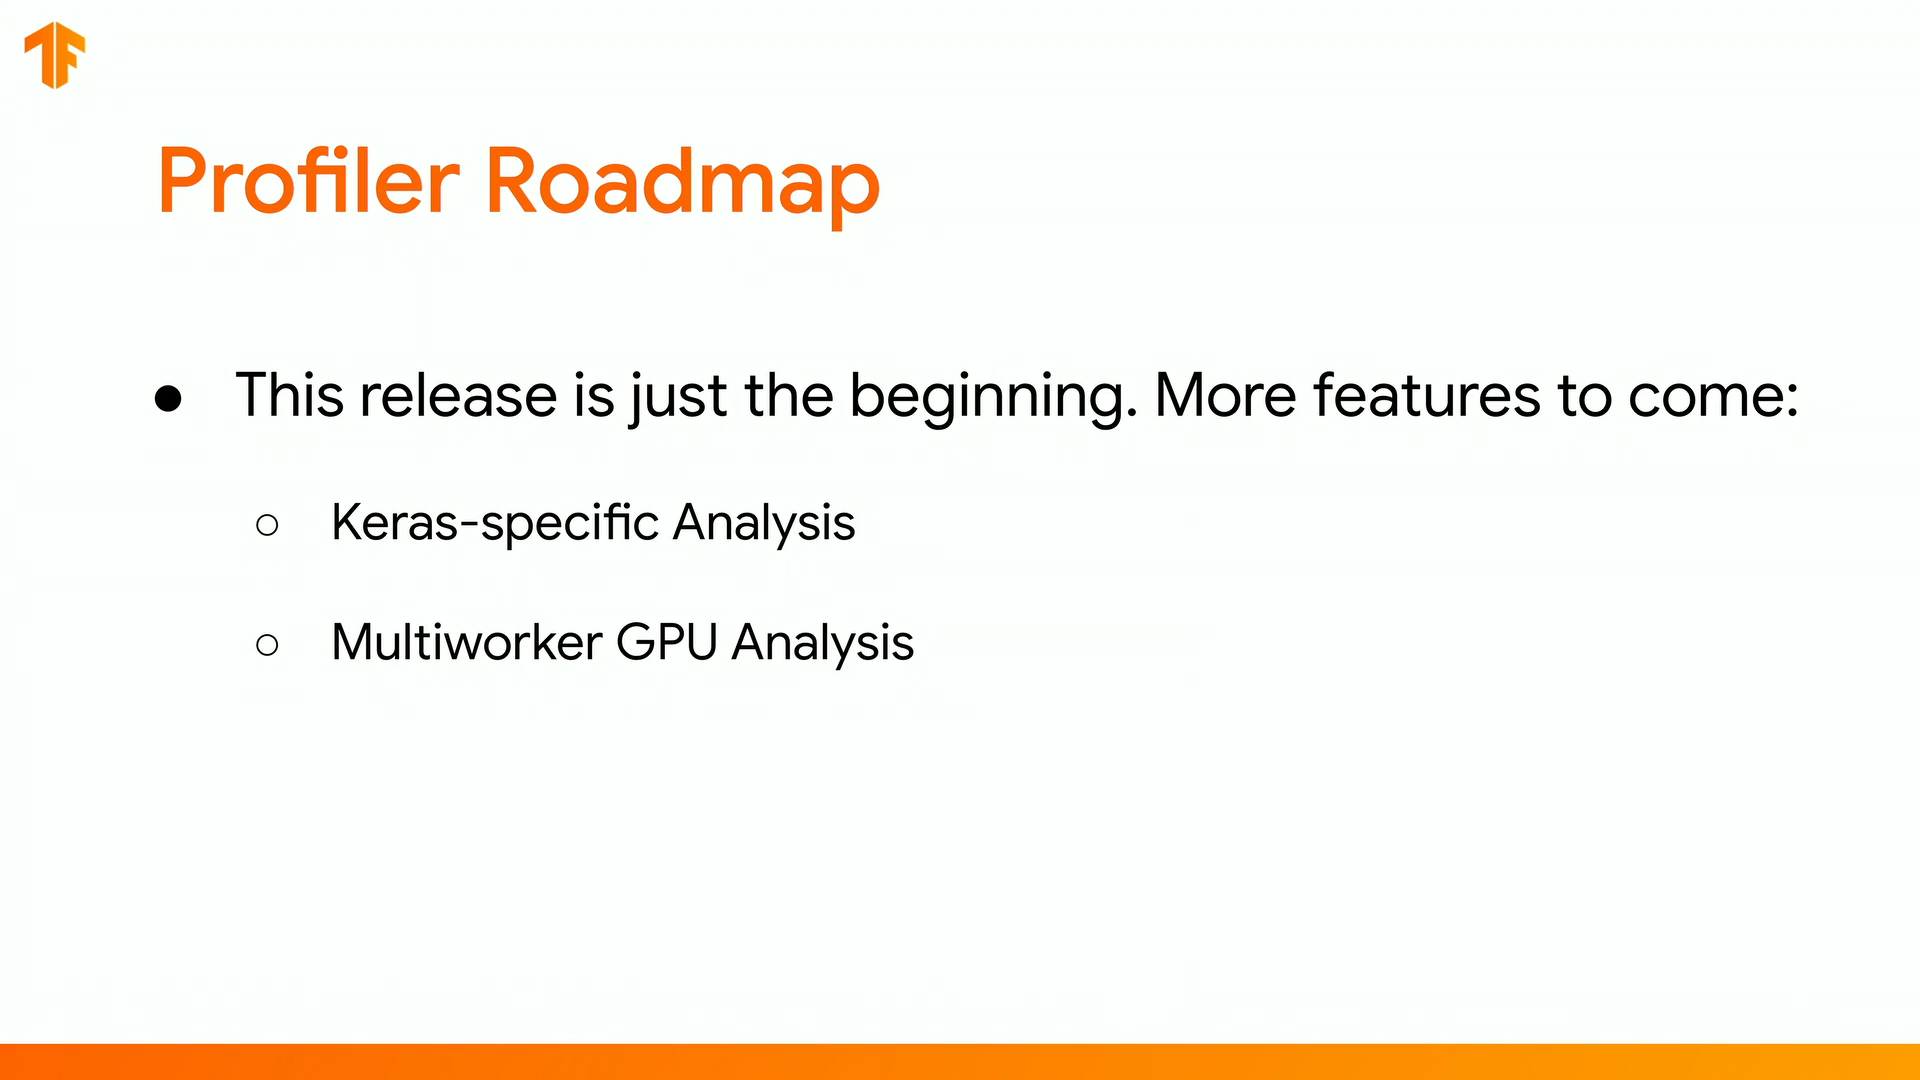 Profiler Roadmap
● This release is just the beginning. More features to come:
○ Keras-specific Analysis
○ Multiworker GPU Analysis